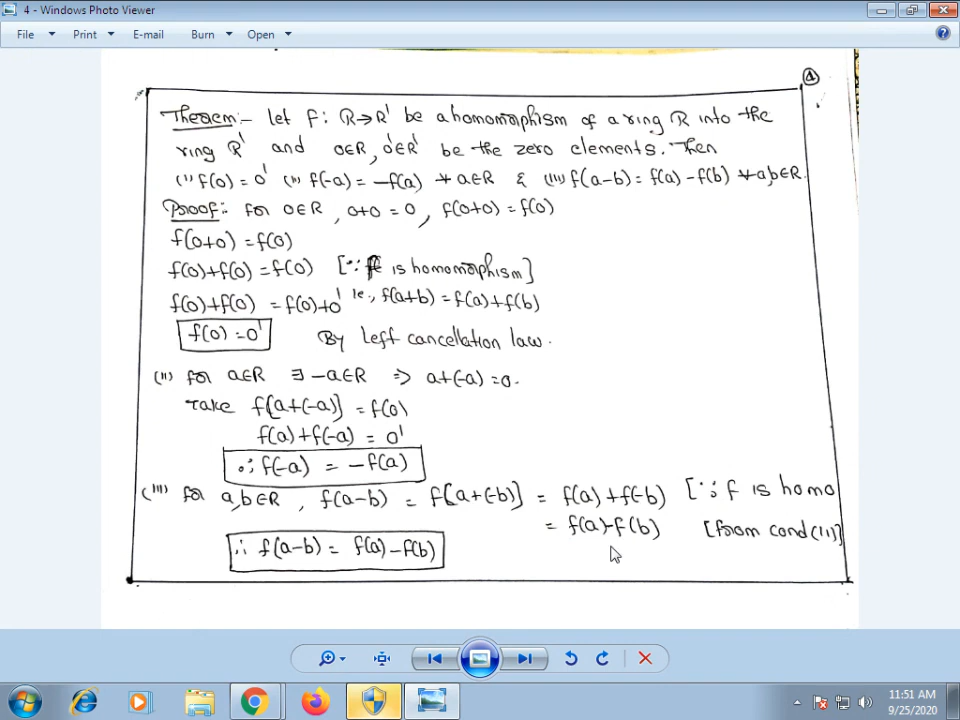 4 - Windows Photo Viewer
File Print E-mail Burn Open
Theorem:- let f: R→R' be a homomorphism of a ring R into the
ring R' and 0∈R, 0'∈R' be the zero elements. Then
(i) f(0) = 0' (ii) f(-a) = -f(a) ∀ a∈R & (iii) f(a-b) = f(a) - f(b) ∀ a,b∈R.
Proof:- for 0∈R, 0+0 = 0, f(0+0) = f(0)
f(0+0) = f(0)
f(0)+f(0) = f(0) [∵ f is homomorphism]
f(0)+f(0) = f(0)+0' ie., f(a+b) = f(a)+f(b)
f(0) = 0' By left cancellation law.
(ii) for a∈R ∃ -a∈R ⇒ a+(-a) = 0.
Take f[a+(-a)] = f(0)
f(a)+f(-a) = 0'
∴ f(-a) = -f(a)
(iii) for a,b∈R, f(a-b) = f[a+(-b)] = f(a)+f(-b) [∵ f is homo
= f(a)-f(b) [from cond(ii)]
∴ f(a-b) = f(a)-f(b)
11:51 AM
9/25/2020